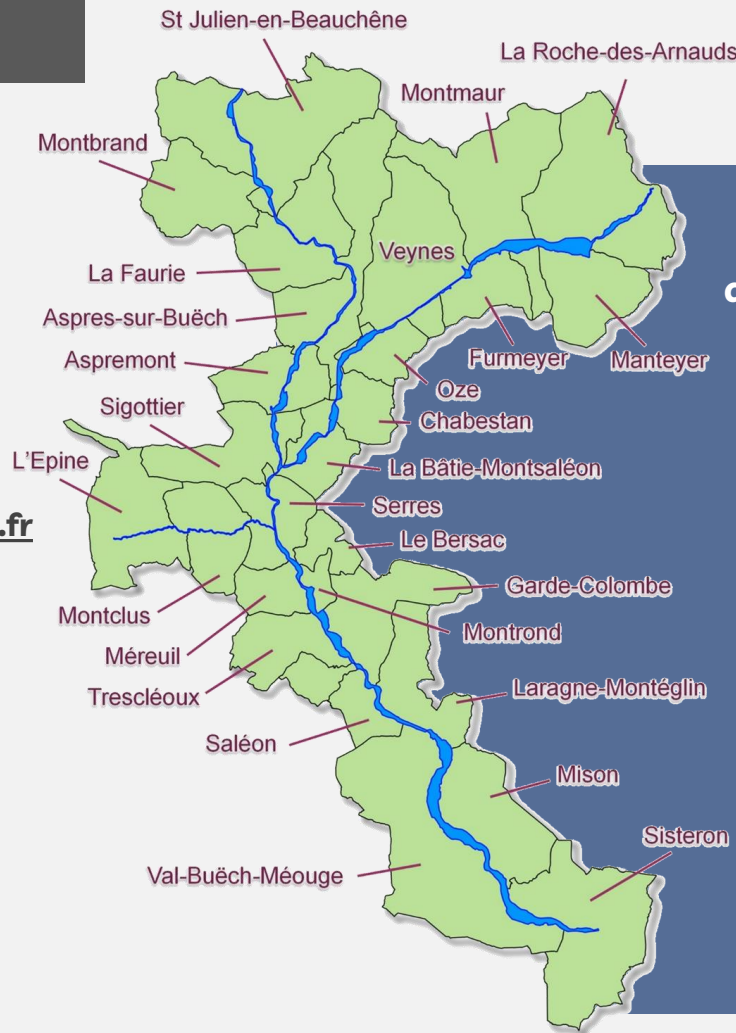 St Julien-en-Beauchêne
La Roche-des-Arnauds
Montmaur
Montbrand
Veynes
La Faurie
Aspres-sur-Buëch
Furmeyer
Manteyer
Aspremont
Oze
Sigottier
Chabestan
L'Epine
La Bâtie-Montsaléon
Serres
.fr
Le Bersac
Garde-Colombe
Montclus
Montrond
Méreuil
Trescléoux
Laragne-Montéglin
Saléon
Mison
Sisteron
Val-Buëch-Méouge